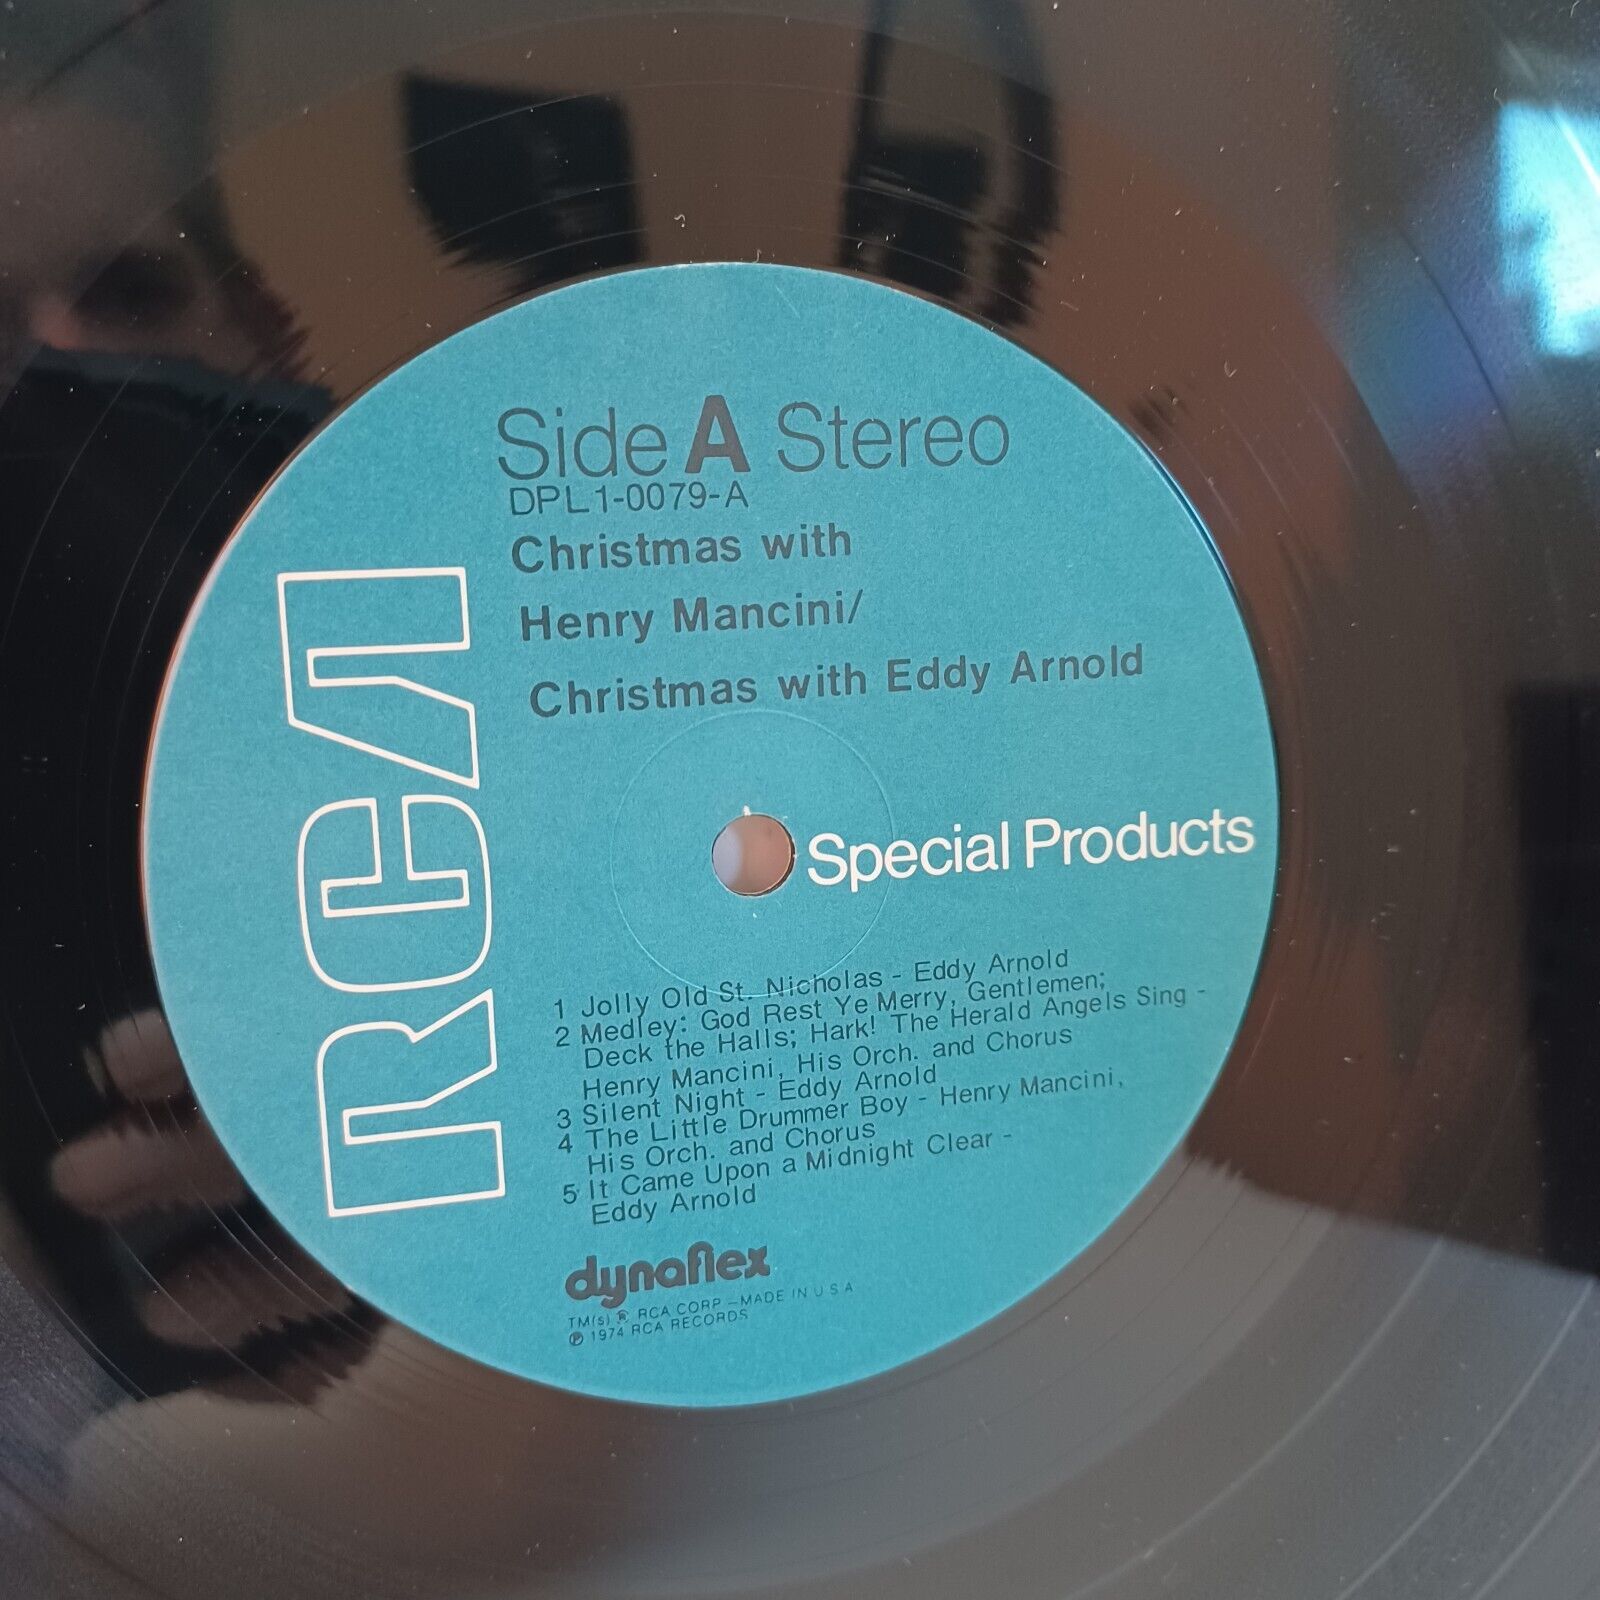 Side A Stereo
DPL1-0079-A
Christmas with
Henry Mancini/
Christmas with Eddy Arnold
RCA
Special Products
1 Jolly Old St. Nicholas - Eddy Arnold
2 Medley: God Rest Ye Merry, Gentlemen;
Deck the Halls; Hark! The Herald Angels Sing -
Henry Mancini, His Orch. and Chorus
3 Silent Night - Eddy Arnold
4 The Little Drummer Boy - Henry Mancini,
His Orch. and Chorus
5 It Came Upon a Midnight Clear -
Eddy Arnold
dynaflex
TM(s) ® RCA CORP —MADE IN U S A
℗ 1974 RCA RECORDS